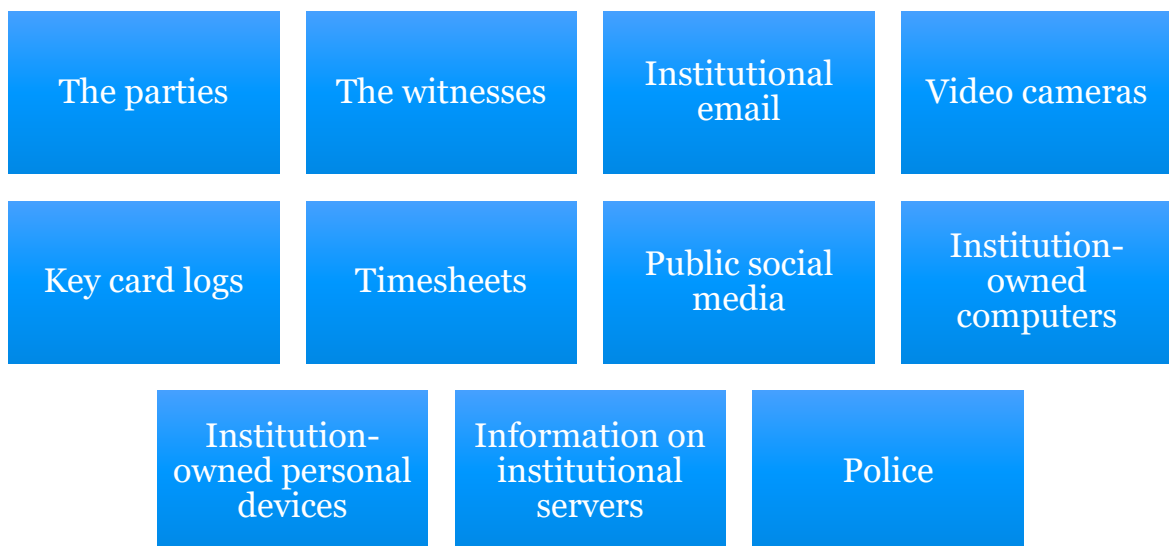 The parties
The witnesses
Institutional
email
Video cameras
Key card logs
Timesheets
Public social
media
Institution-
owned
computers
Institution-
owned personal
devices
Information on
institutional
servers
Police